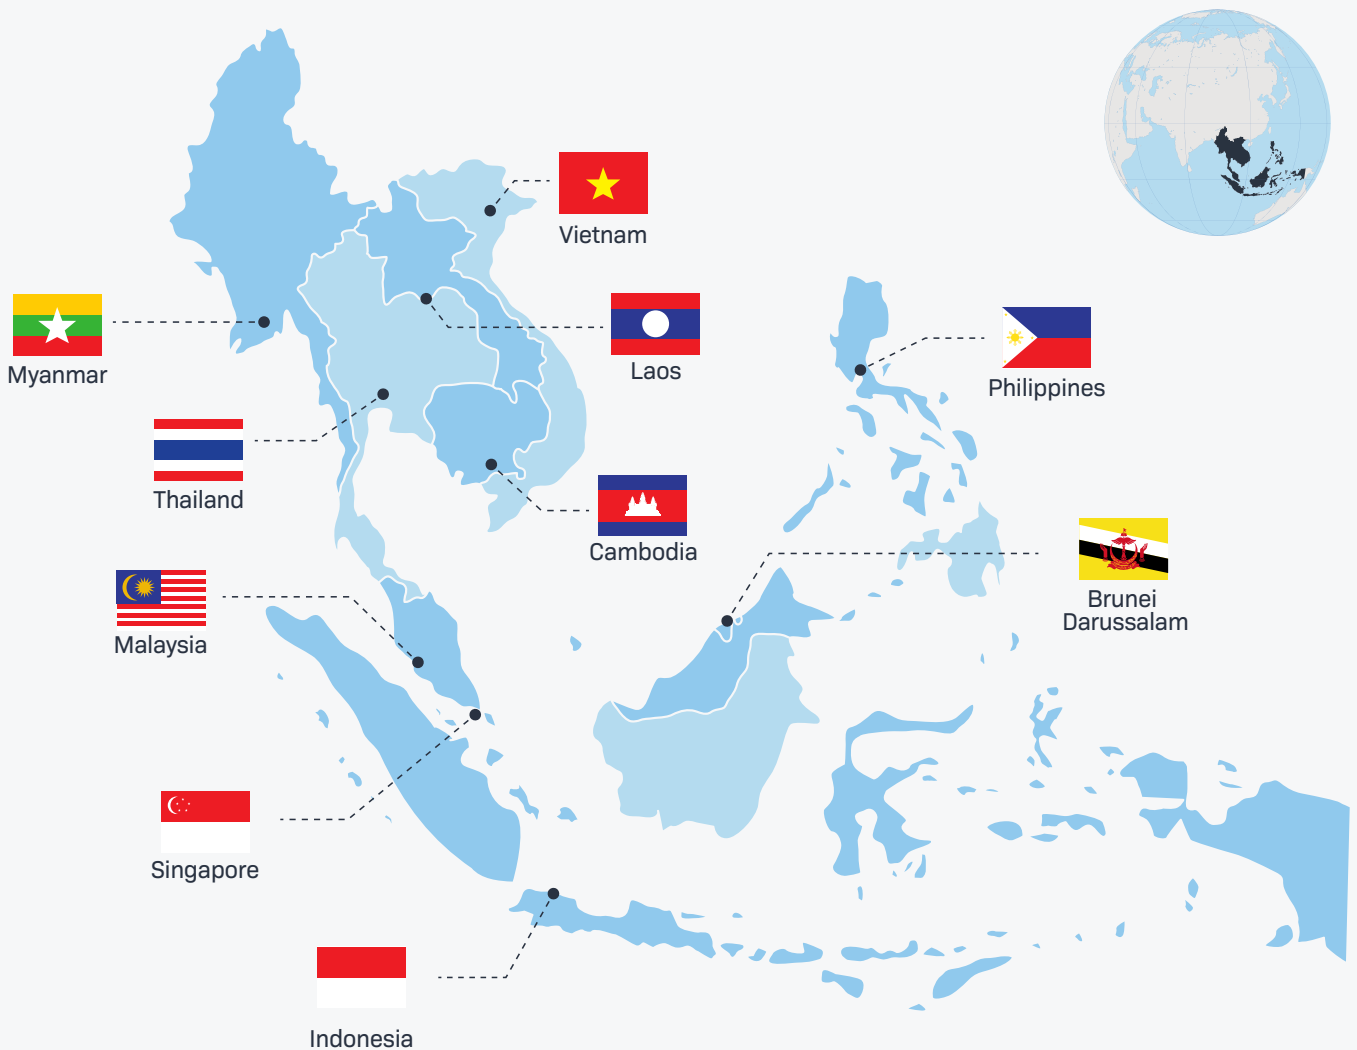 Vietnam
Myanmar
Laos
Philippines
Thailand
Cambodia
Malaysia
Brunei
Darussalam
Singapore
Indonesia